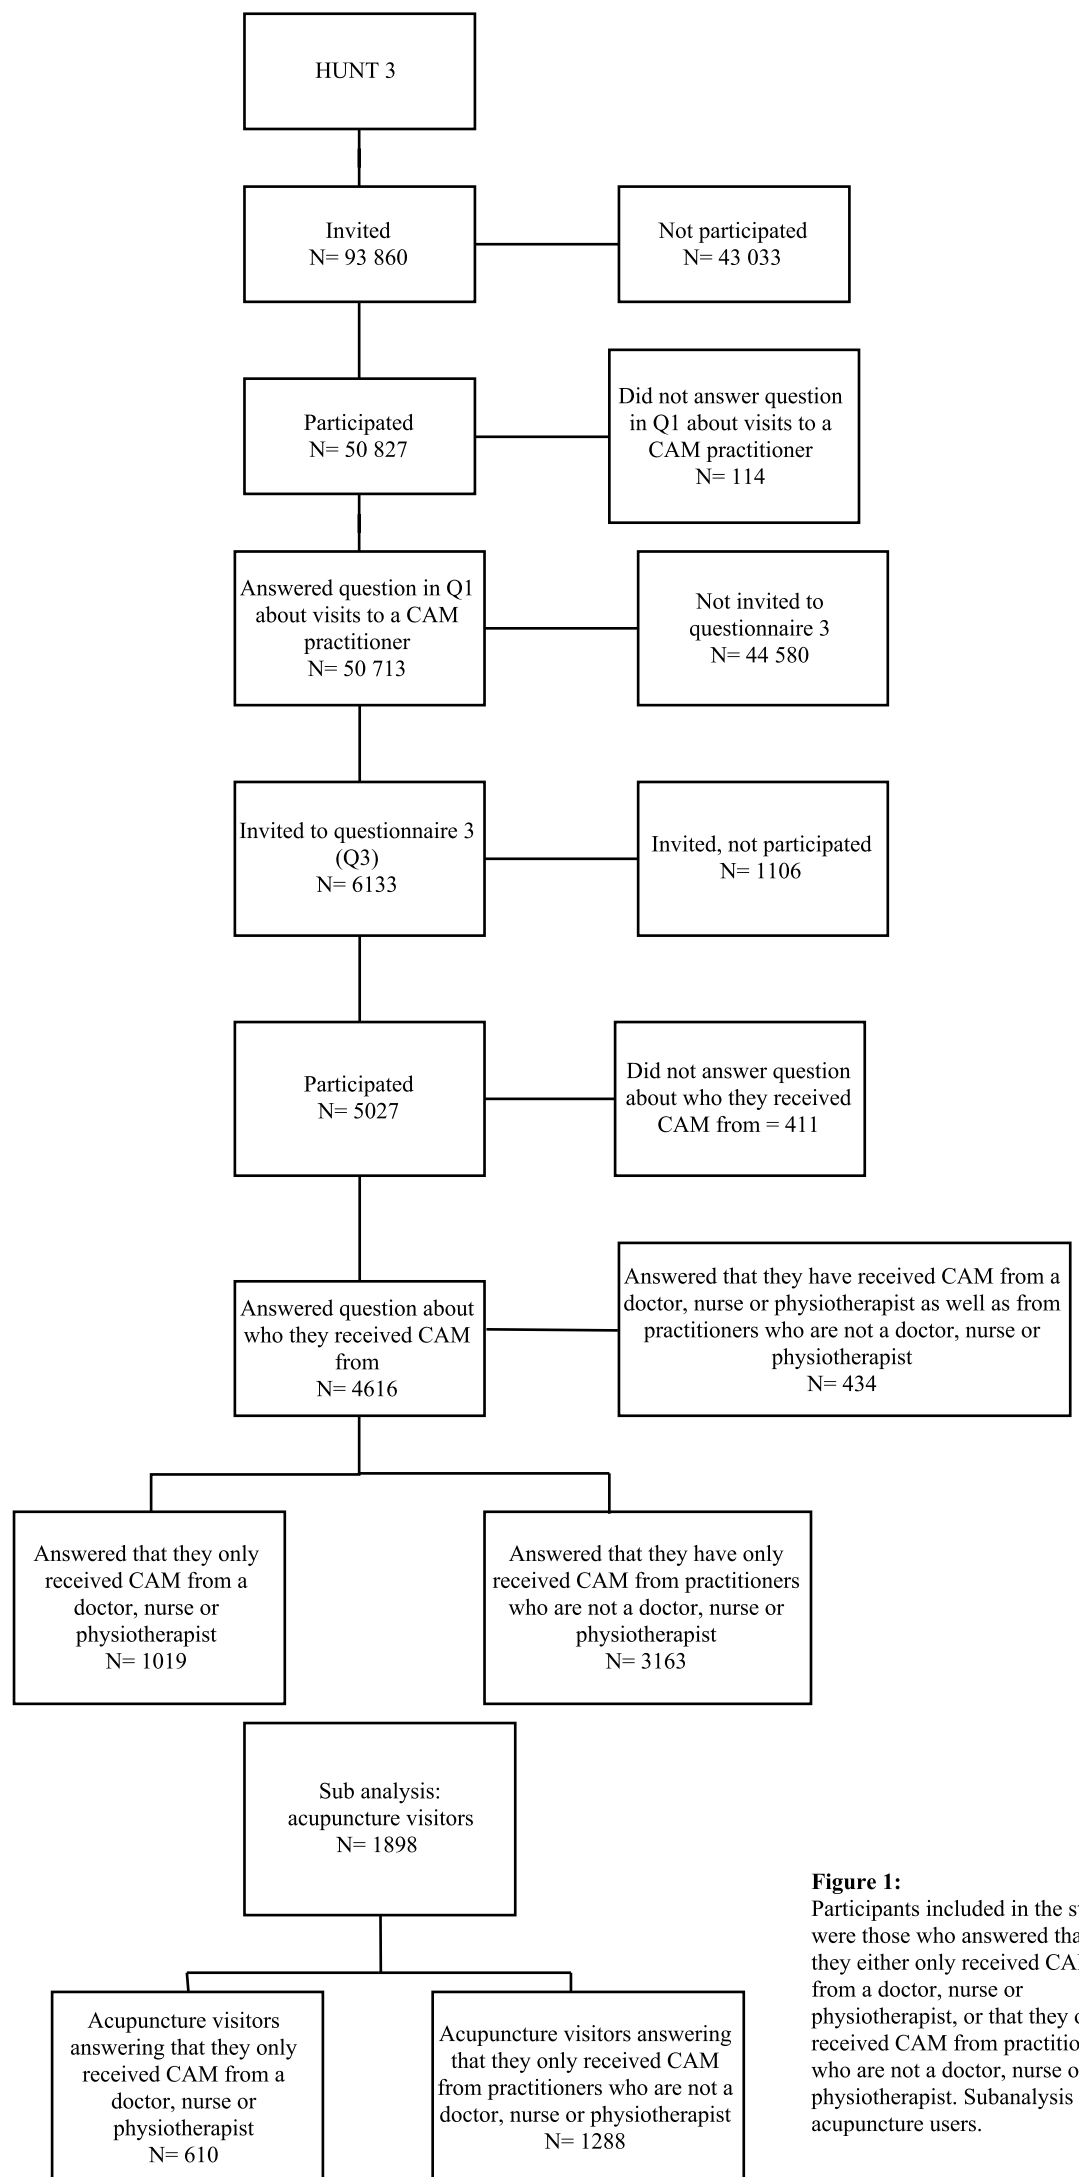 HUNT 3
Invited
N= 93 860
Not participated
N= 43 033
Participated
N= 50 827
Did not answer question
in Q1 about visits to a
CAM practitioner
N= 114
Answered question in Q1
about visits to a CAM
practitioner
N= 50 713
Not invited to
questionnaire 3
N= 44 580
Invited to questionnaire 3
(Q3)
N= 6133
Invited, not participated
N= 1106
Participated
N= 5027
Did not answer question
about who they received
CAM from = 411
Answered question about
who they received CAM
from
N= 4616
Answered that they have received CAM from a
doctor, nurse or physiotherapist as well as from
practitioners who are not a doctor, nurse or
physiotherapist
N= 434
Answered that they only
received CAM from a
doctor, nurse or
physiotherapist
N= 1019
Answered that they have only
received CAM from practitioners
who are not a doctor, nurse or
physiotherapist
N= 3163
Sub analysis:
acupuncture visitors
N= 1898
Acupuncture visitors
answering that they only
received CAM from a
doctor, nurse or
physiotherapist
N= 610
Acupuncture visitors answering
that they only received CAM
from practitioners who are not a
doctor, nurse or physiotherapist
N= 1288
Figure 1:
Participants included in the
were those who answered
they either only received
from a doctor, nurse or
physiotherapist, or that they
received CAM from
who are not a doctor, nurse
physiotherapist. Subanalysis
acupuncture users.